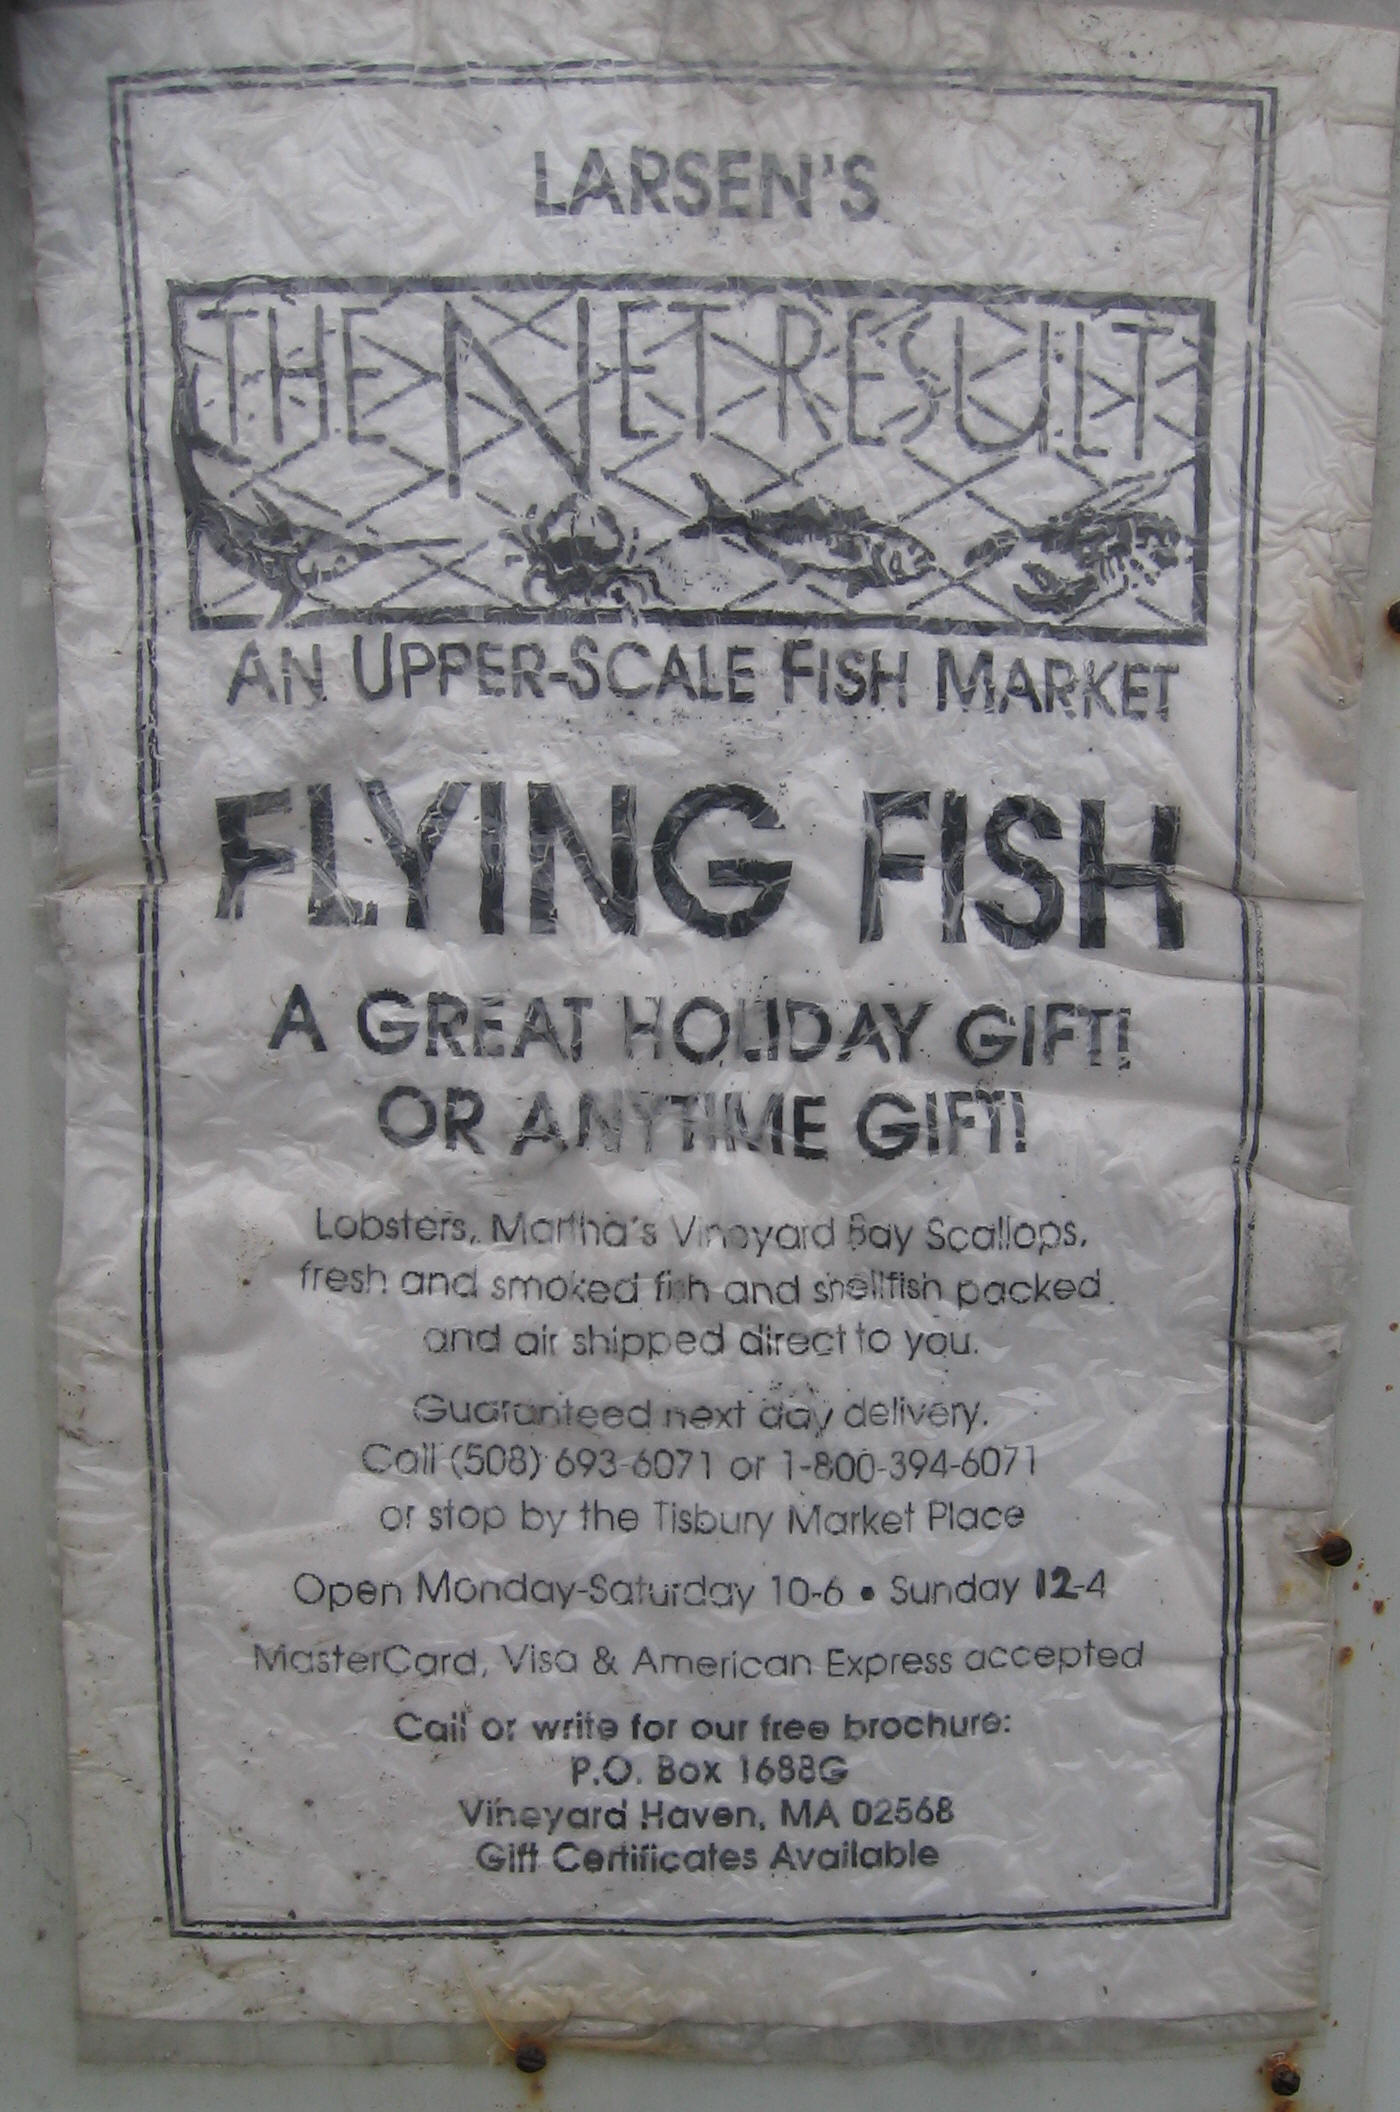 LARSEN'S
THE NET RESULT
AN UPPER-SCALE FISH MARKET
FLYING FISH
A GREAT HOLIDAY GIFT!
OR ANYTIME GIFT!
Lobsters, Martha's Vineyard Bay Scallops,
fresh and smoked fish and shellfish packed
and air shipped direct to you.
Guaranteed next day delivery.
Call (508) 693-6071 or 1-800-394-6071
or stop by the Tisbury Market Place
Open Monday-Saturday 10-6 • Sunday 12-4
MasterCard, Visa & American Express accepted
Call or write for our free brochure:
P.O. Box 1688G
Vineyard Haven, MA 02568
Gift Certificates Available